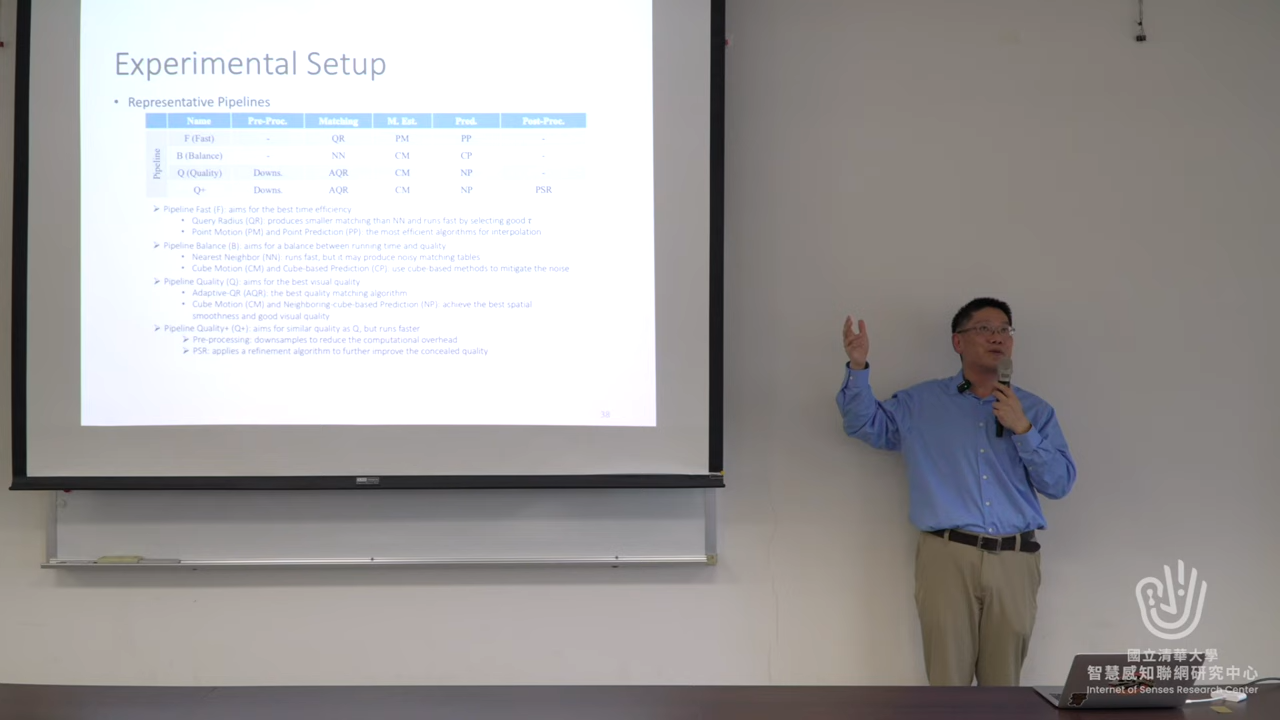 Experimental Setup
• Representative Pipelines
Name Pre-Proc. Matching M. Est. Pred. Post-Proc.
Pipeline
F (Fast) - QR PM PP -
B (Balance) - NN CM CP -
Q (Quality) Downs. AQR CM NP -
Q+ Downs. AQR CM NP PSR
➢ Pipeline Fast (F): aims for the best time efficiency
• Query Radius (QR): produces smaller matching than NN and runs fast by selecting good r
• Point Motion (PM) and Point Prediction (PP): the most efficient algorithms for interpolation
➢ Pipeline Balance (B): aims for a balance between running time and quality
• Nearest Neighbor (NN): runs fast, but it may produce noisy matching tables
• Cube Motion (CM) and Cube-based Prediction (CP): use cube-based methods to mitigate the noise
➢ Pipeline Quality (Q): aims for the best visual quality
• Adaptive-QR (AQR): the best quality matching algorithm
• Cube Motion (CM) and Neighboring-cube-based Prediction (NP): achieve the best spatial
smoothness and good visual quality
➢ Pipeline Quality+ (Q+): aims for similar quality as Q, but runs faster
➢ Pre-processing: downsamples to reduce the computational overhead
➢ PSR: applies a refinement algorithm to further improve the concealed quality
38
國立清華大學
智慧感知聯網研究中心
Internet of Senses Research Center